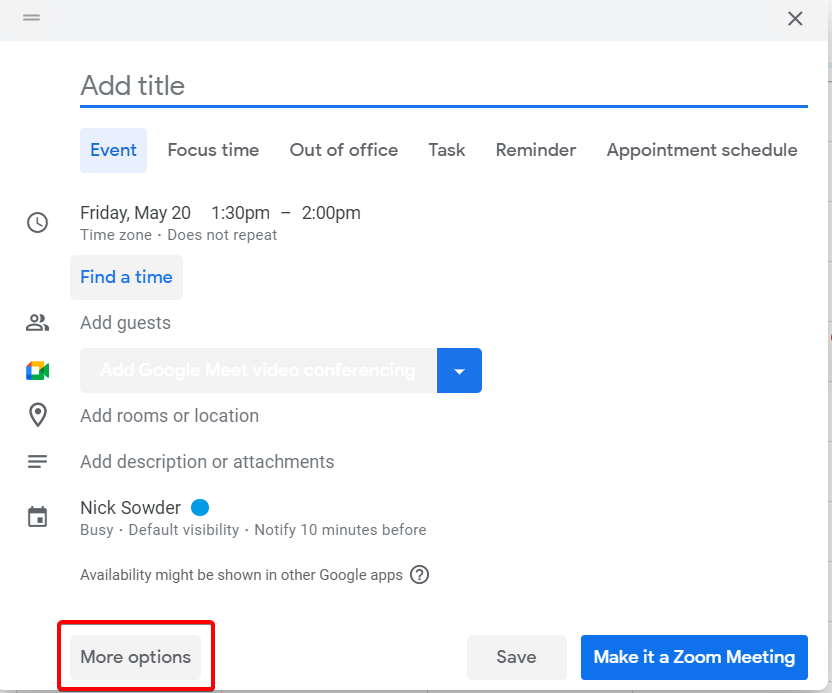 Add title
Event Focus time Out of office Task Reminder Appointment schedule
Friday, May 20 1:30pm – 2:00pm
Time zone · Does not repeat
Find a time
Add guests
Add Google Meet video conferencing
Add rooms or location
Add description or attachments
Nick Sowder
Busy · Default visibility · Notify 10 minutes before
Availability might be shown in other Google apps ?
More options Save Make it a Zoom Meeting